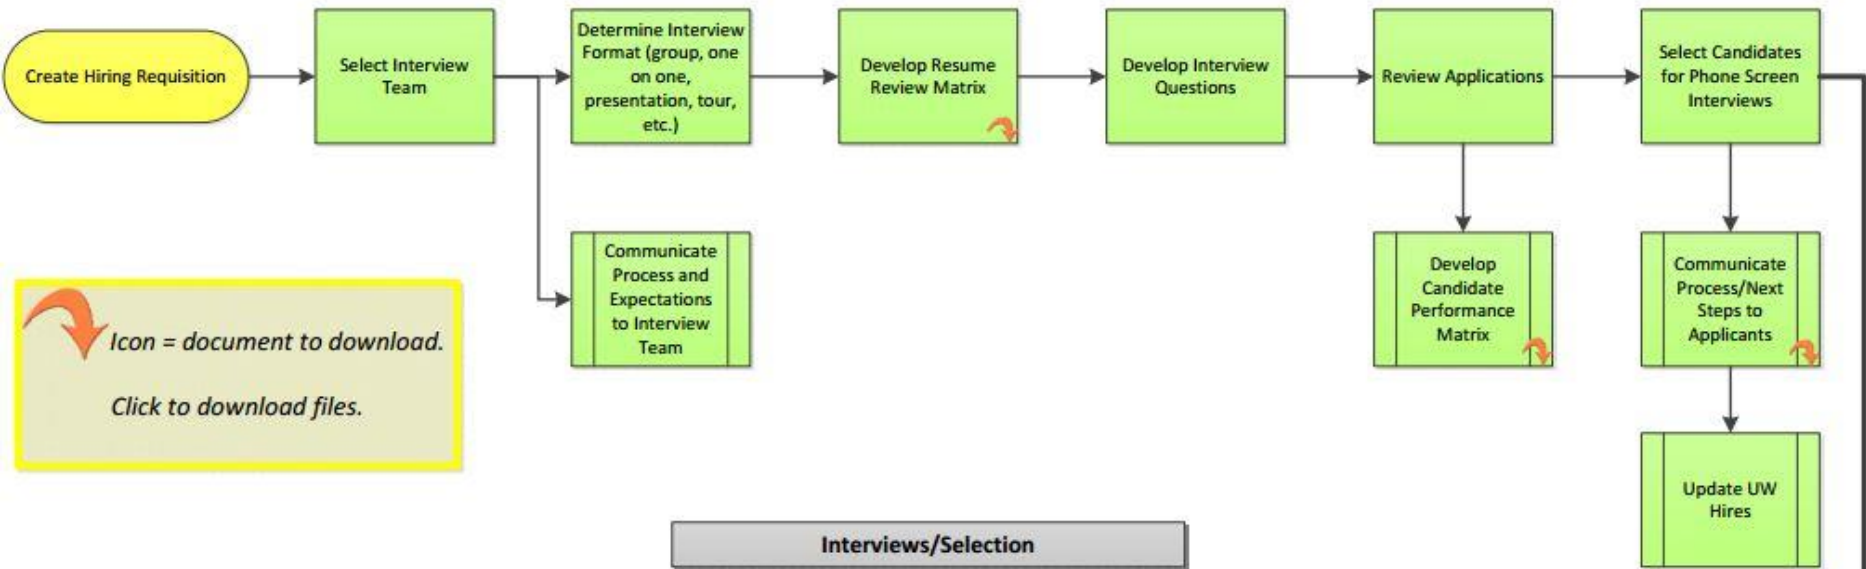 Create Hiring Requisition
Select Interview
Team
Determine Interview
Format (group, one
on one,
presentation, tour,
etc.)
Develop Resume
Review Matrix
Develop Interview
Questions
Review Applications
Select Candidates
for Phone Screen
Interviews
Communicate
Process and
Expectations
to Interview
Team
Develop
Candidate
Performance
Matrix
Communicate
Process/Next
Steps to
Applicants
Icon = document to download.
Click to download files.
Update UW
Hires
Interviews/Selection